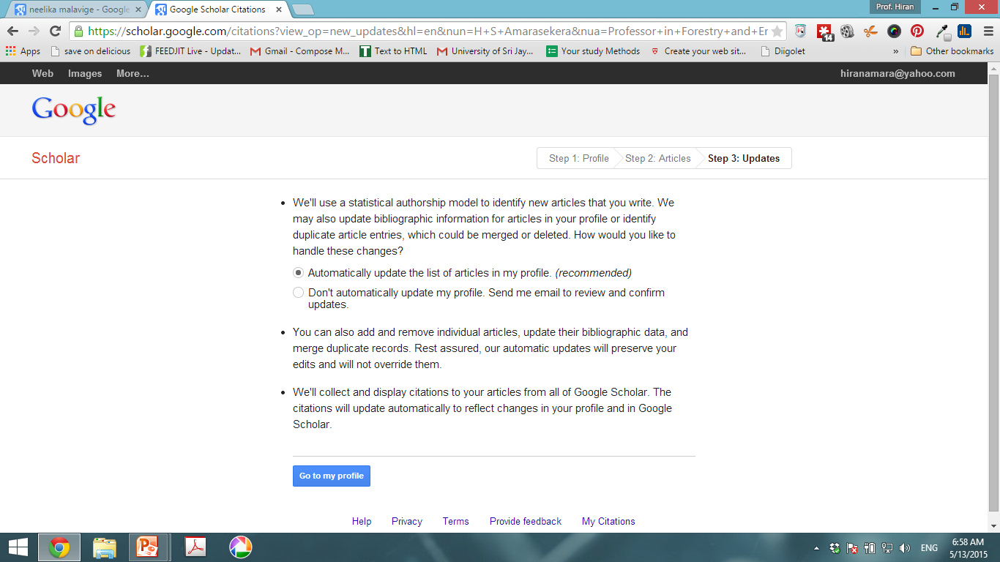 neelika malavige - Google
Google Scholar Citations
Prof. Hiran
https://scholar.google.com/citations?view_op=new_updates&hl=en&nun=H+S+Amarasekera&nua=Professor+in+Forestry+and+Er
14
Apps
save on delicious
FEEDJIT Live - Updat...
Gmail - Compose M...
Text to HTML
University of Sri Jay...
Your study Methods
Create your web sit...
Diigolet
»
Other bookmarks
Web Images More...
hiranamara@yahoo.com
Google
Scholar
Step 1: Profile
Step 2: Articles
Step 3: Updates
• We'll use a statistical authorship model to identify new articles that you write. We
may also update bibliographic information for articles in your profile or identify
duplicate article entries, which could be merged or deleted. How would you like to
handle these changes?
Automatically update the list of articles in my profile. (recommended)
Don't automatically update my profile. Send me email to review and confirm
updates.
• You can also add and remove individual articles, update their bibliographic data, and
merge duplicate records. Rest assured, our automatic updates will preserve your
edits and will not override them.
• We'll collect and display citations to your articles from all of Google Scholar. The
citations will update automatically to reflect changes in your profile and in Google
Scholar.
Go to my profile
Help Privacy Terms Provide feedback My Citations
ENG
6:58 AM
5/13/2015